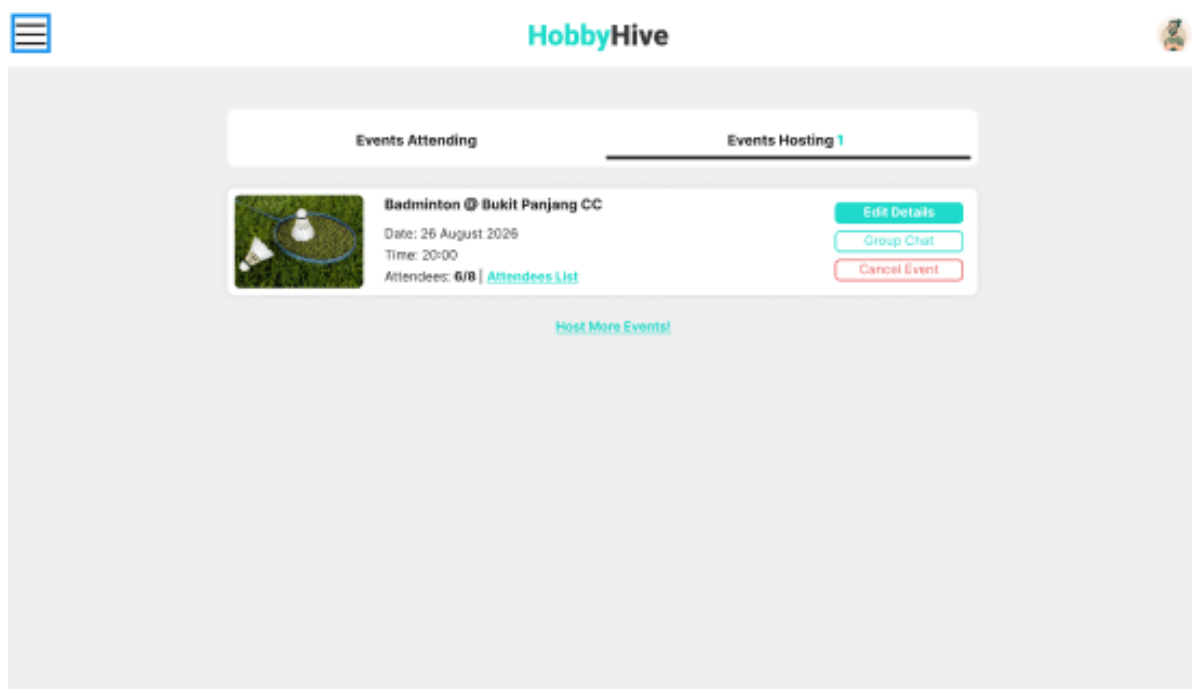 HobbyHive
Events Attending
Events Hosting 1
Badminton @ Bukit Panjang CC
Date: 26 August 2026
Time: 20:00
Attendees: 6/8 | Attendees List
Edit Details
Group Chat
Cancel Event
Host More Events!